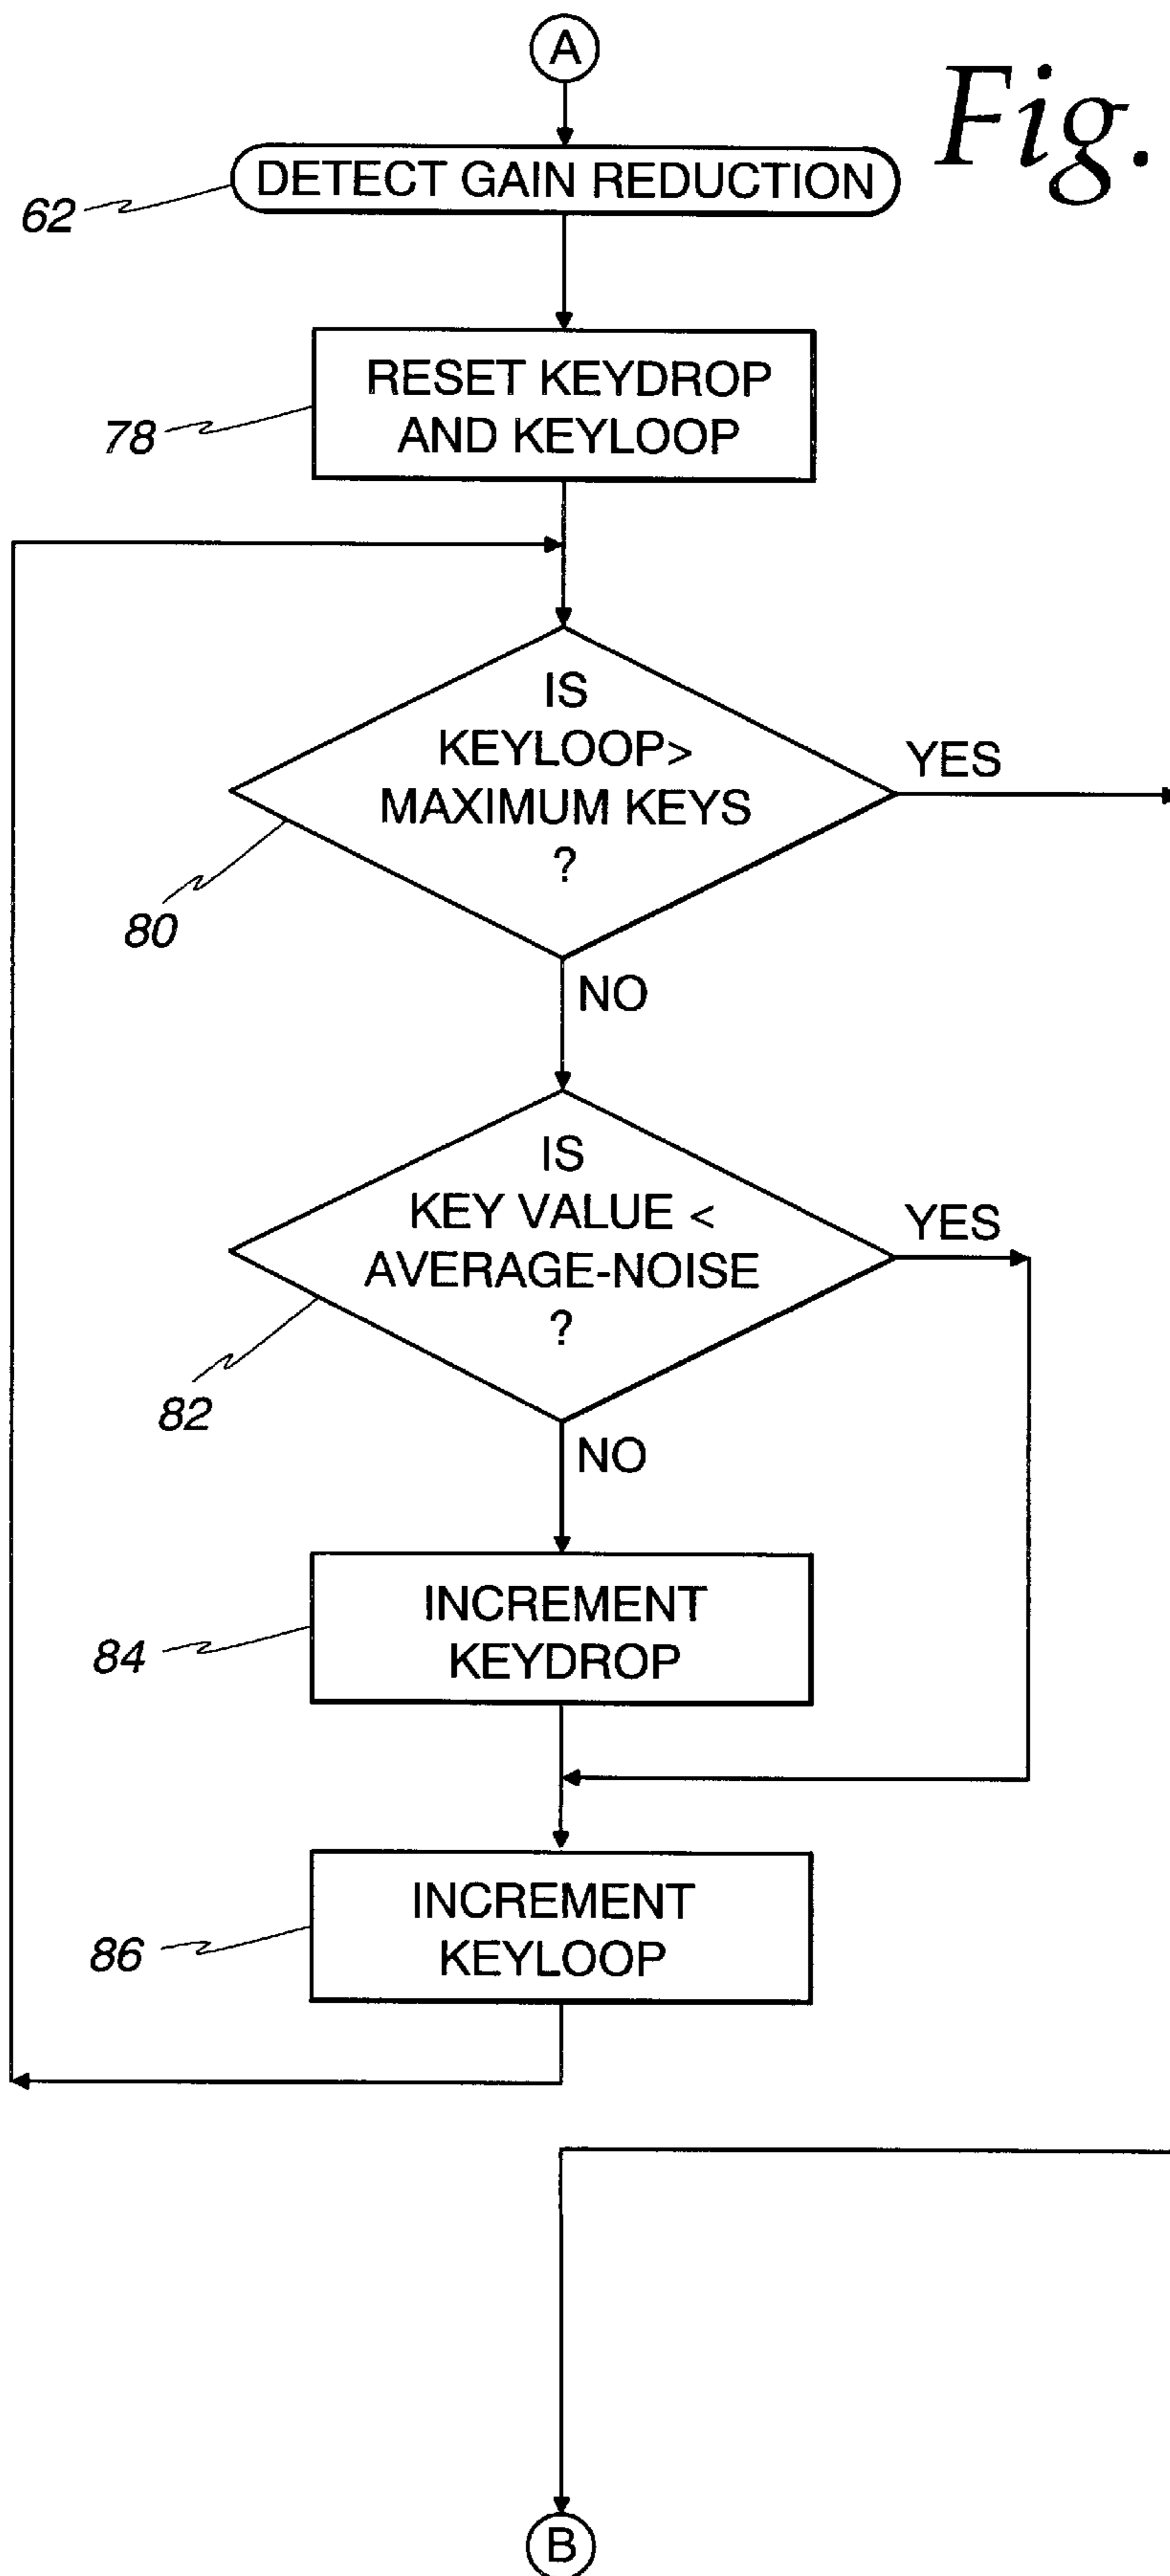 A
Fig.
DETECT GAIN REDUCTION
62
RESET KEYDROP
AND KEYLOOP
78
IS
KEYLOOP>
MAXIMUM KEYS
?
YES
80
NO
IS
KEY VALUE <
AVERAGE-NOISE
?
YES
82
NO
INCREMENT
KEYDROP
84
INCREMENT
KEYLOOP
86
B